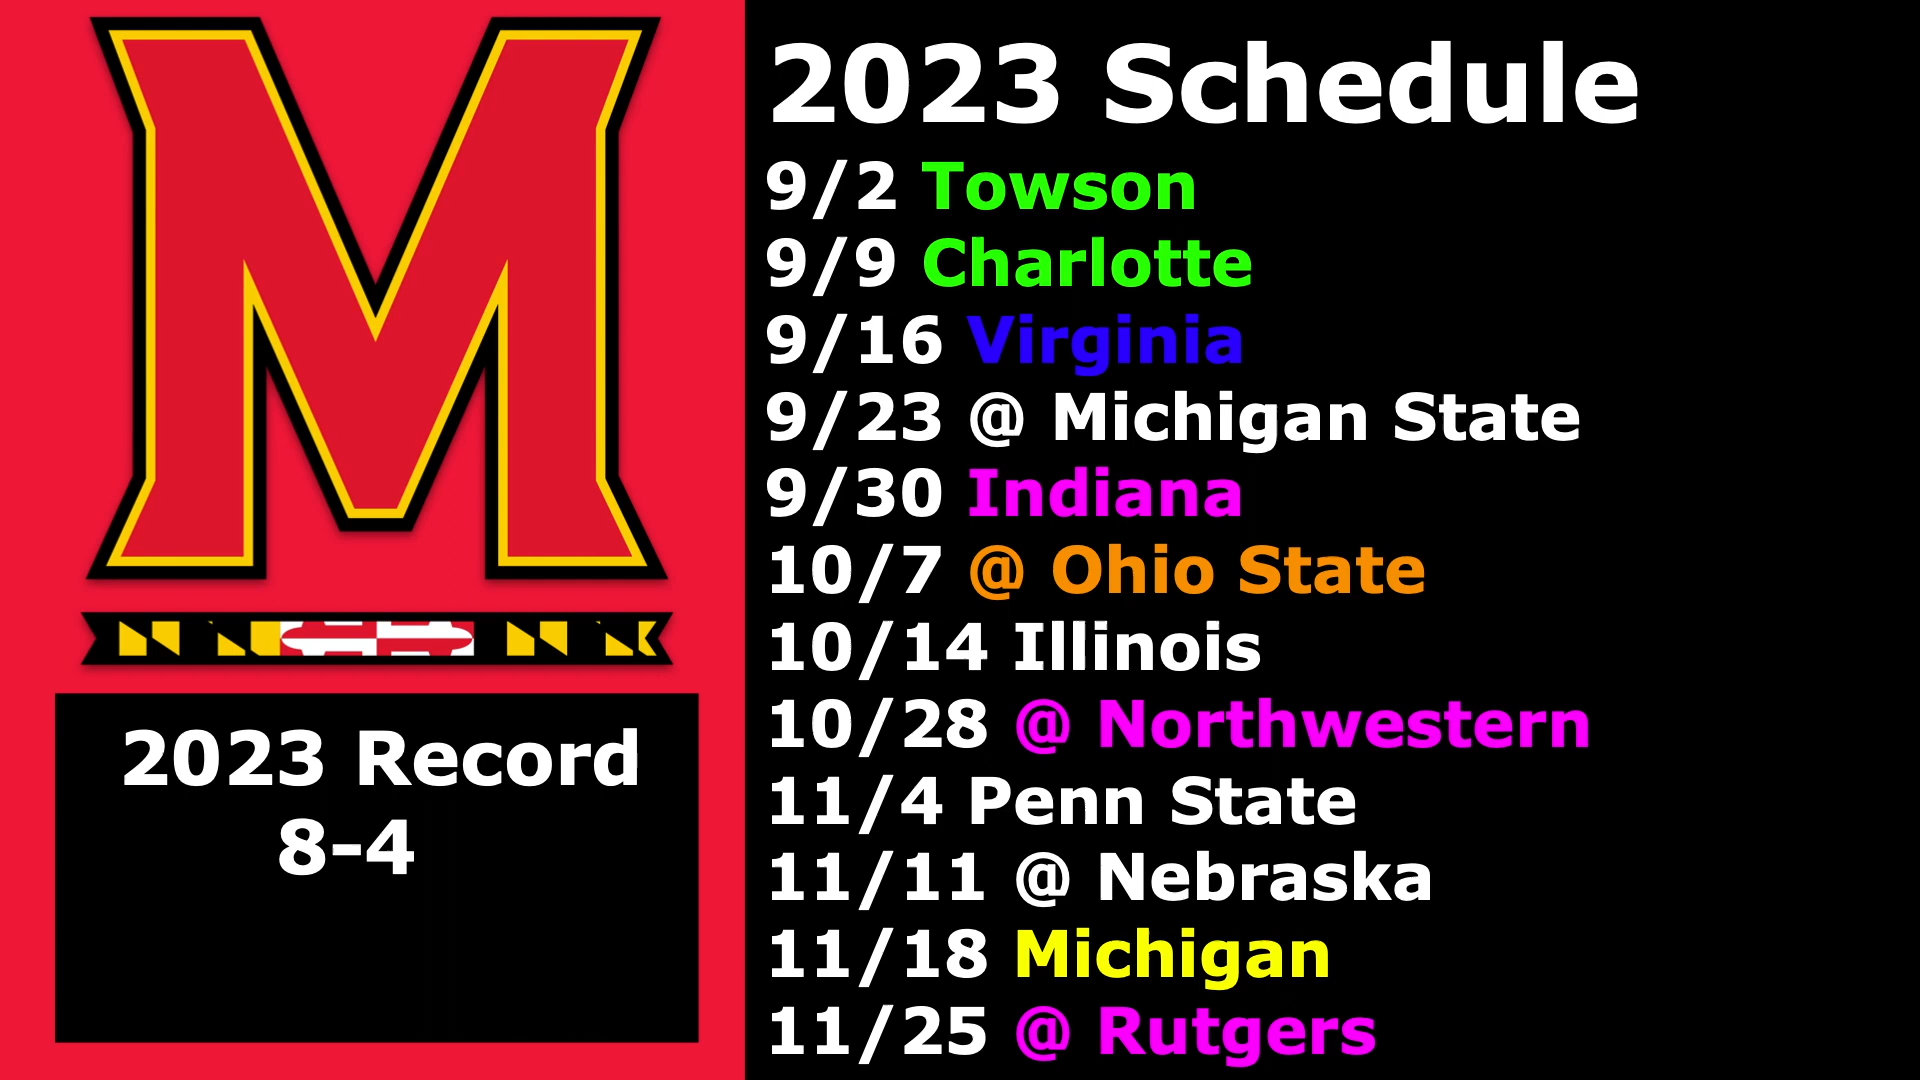 M
2023 Record
8-4
2023 Schedule
9/2 Towson
9/9 Charlotte
9/16 Virginia
9/23 @ Michigan State
9/30 Indiana
10/7 @ Ohio State
10/14 Illinois
10/28 @ Northwestern
11/4 Penn State
11/11 @ Nebraska
11/18 Michigan
11/25 @ Rutgers